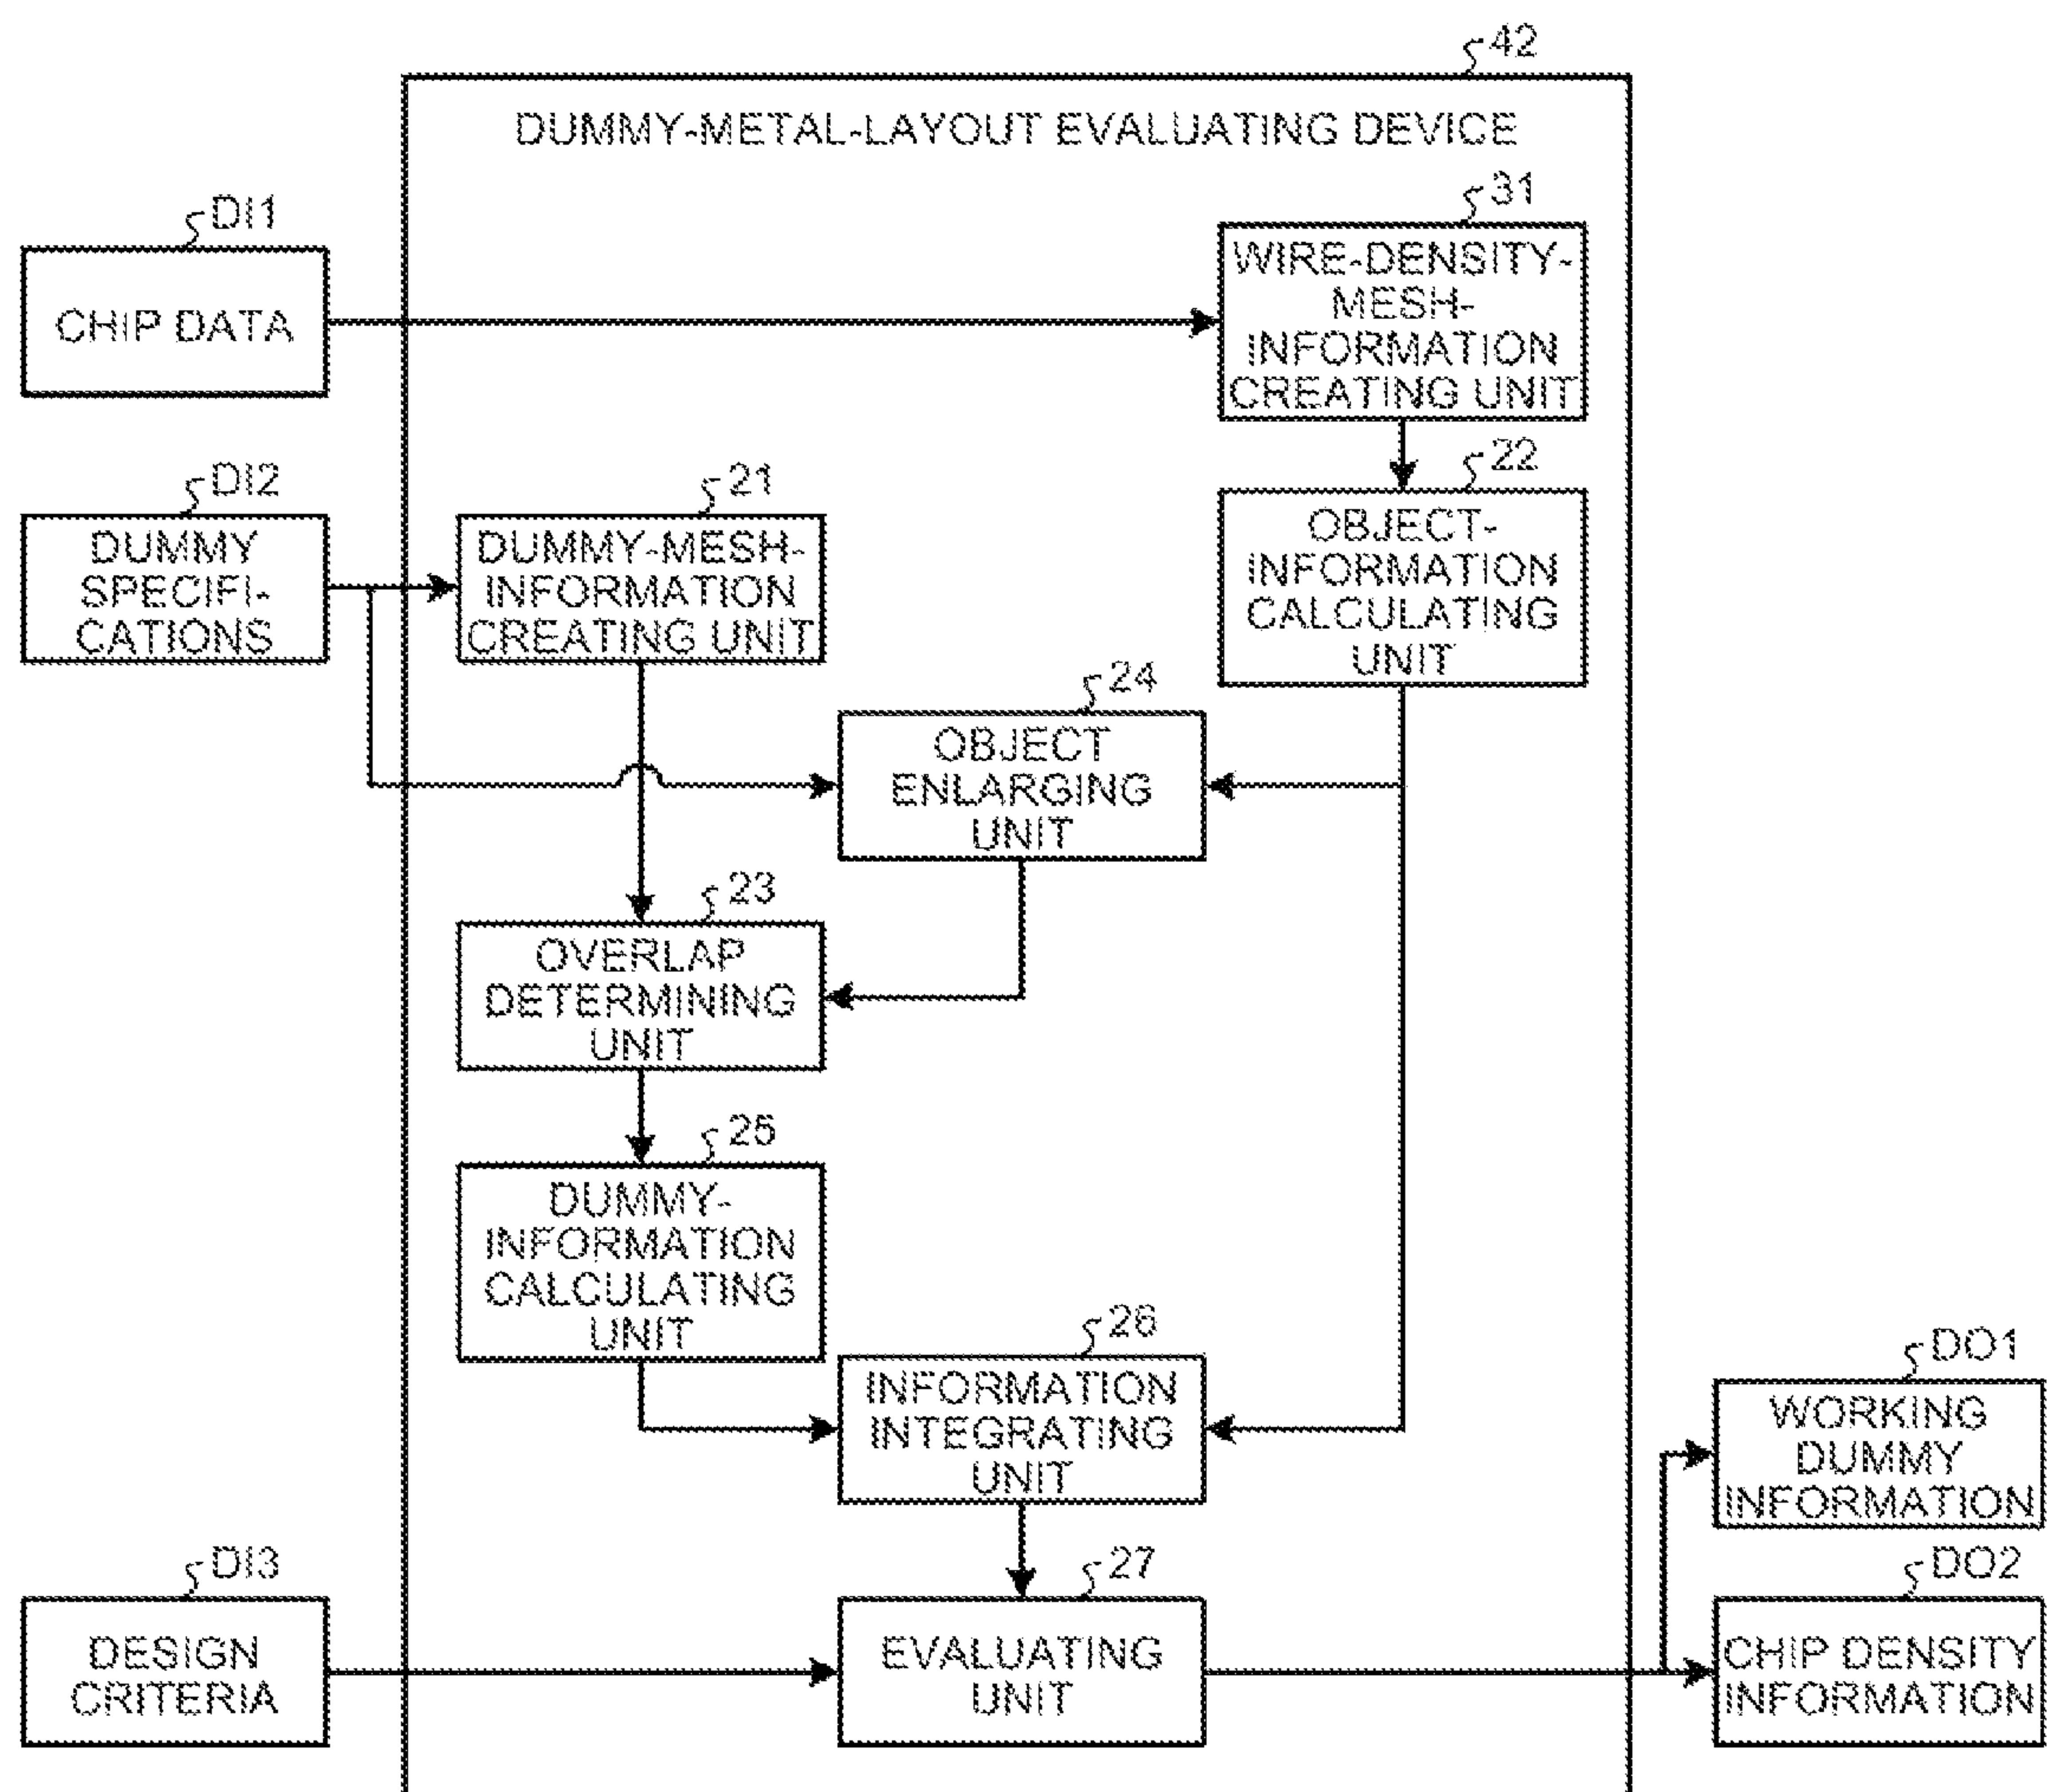 42
DUMMY-METAL-LAYOUT EVALUATING DEVICE
DI1
CHIP DATA
31
WIRE-DENSITY-
MESH-
INFORMATION
CREATING UNIT
DI2
DUMMY
SPECIFI-
CATIONS
21
DUMMY-MESH-
INFORMATION
CREATING UNIT
22
OBJECT-
INFORMATION
CALCULATING
UNIT
24
OBJECT
ENLARGING
UNIT
23
OVERLAP
DETERMINING
UNIT
25
DUMMY-
INFORMATION
CALCULATING
UNIT
26
INFORMATION
INTEGRATING
UNIT
DO1
WORKING
DUMMY
INFORMATION
DI3
DESIGN
CRITERIA
27
EVALUATING
UNIT
DO2
CHIP DENSITY
INFORMATION